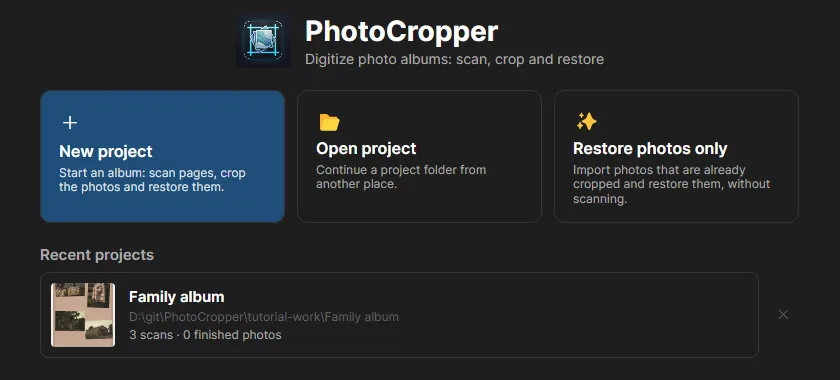 PhotoCropper
Digitize photo albums: scan, crop and restore
New project
Start an album: scan pages, crop
the photos and restore them.
Open project
Continue a project folder from
another place.
Restore photos only
Import photos that are already
cropped and restore them, without
scanning.
Recent projects
Family album
D:\git\PhotoCropper\tutorial-work\Family album
3 scans · 0 finished photos